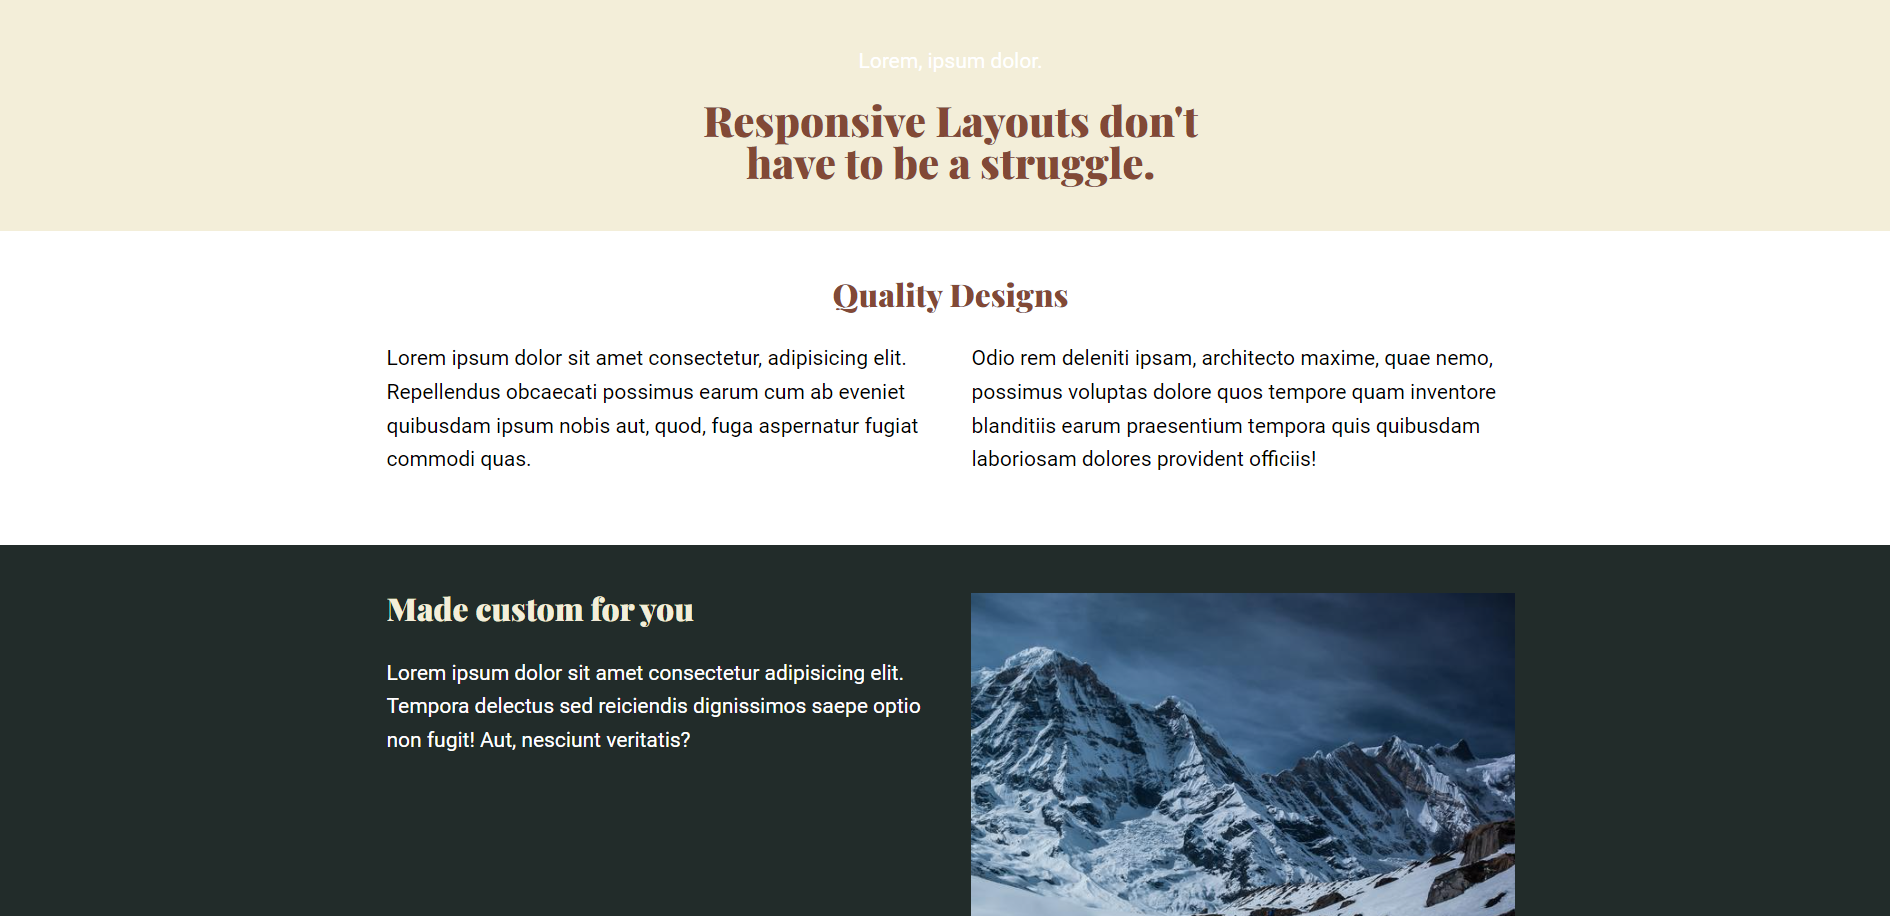 Lorem, ipsum dolor.
Responsive Layouts don't
have to be a struggle.
Quality Designs
Lorem ipsum dolor sit amet consectetur, adipisicing elit.
Repellendus obcaecati possimus earum cum ab eveniet
quibusdam ipsum nobis aut, quod, fuga aspernatur fugiat
commodi quas.
Odio rem deleniti ipsam, architecto maxime, quae nemo,
possimus voluptas dolore quos tempore quam inventore
blanditiis earum praesentium tempora quis quibusdam
laboriosam dolores provident officiis!
Made custom for you
Lorem ipsum dolor sit amet consectetur adipisicing elit.
Tempora delectus sed reiciendis dignissimos saepe optio
non fugit! Aut, nesciunt veritatis?